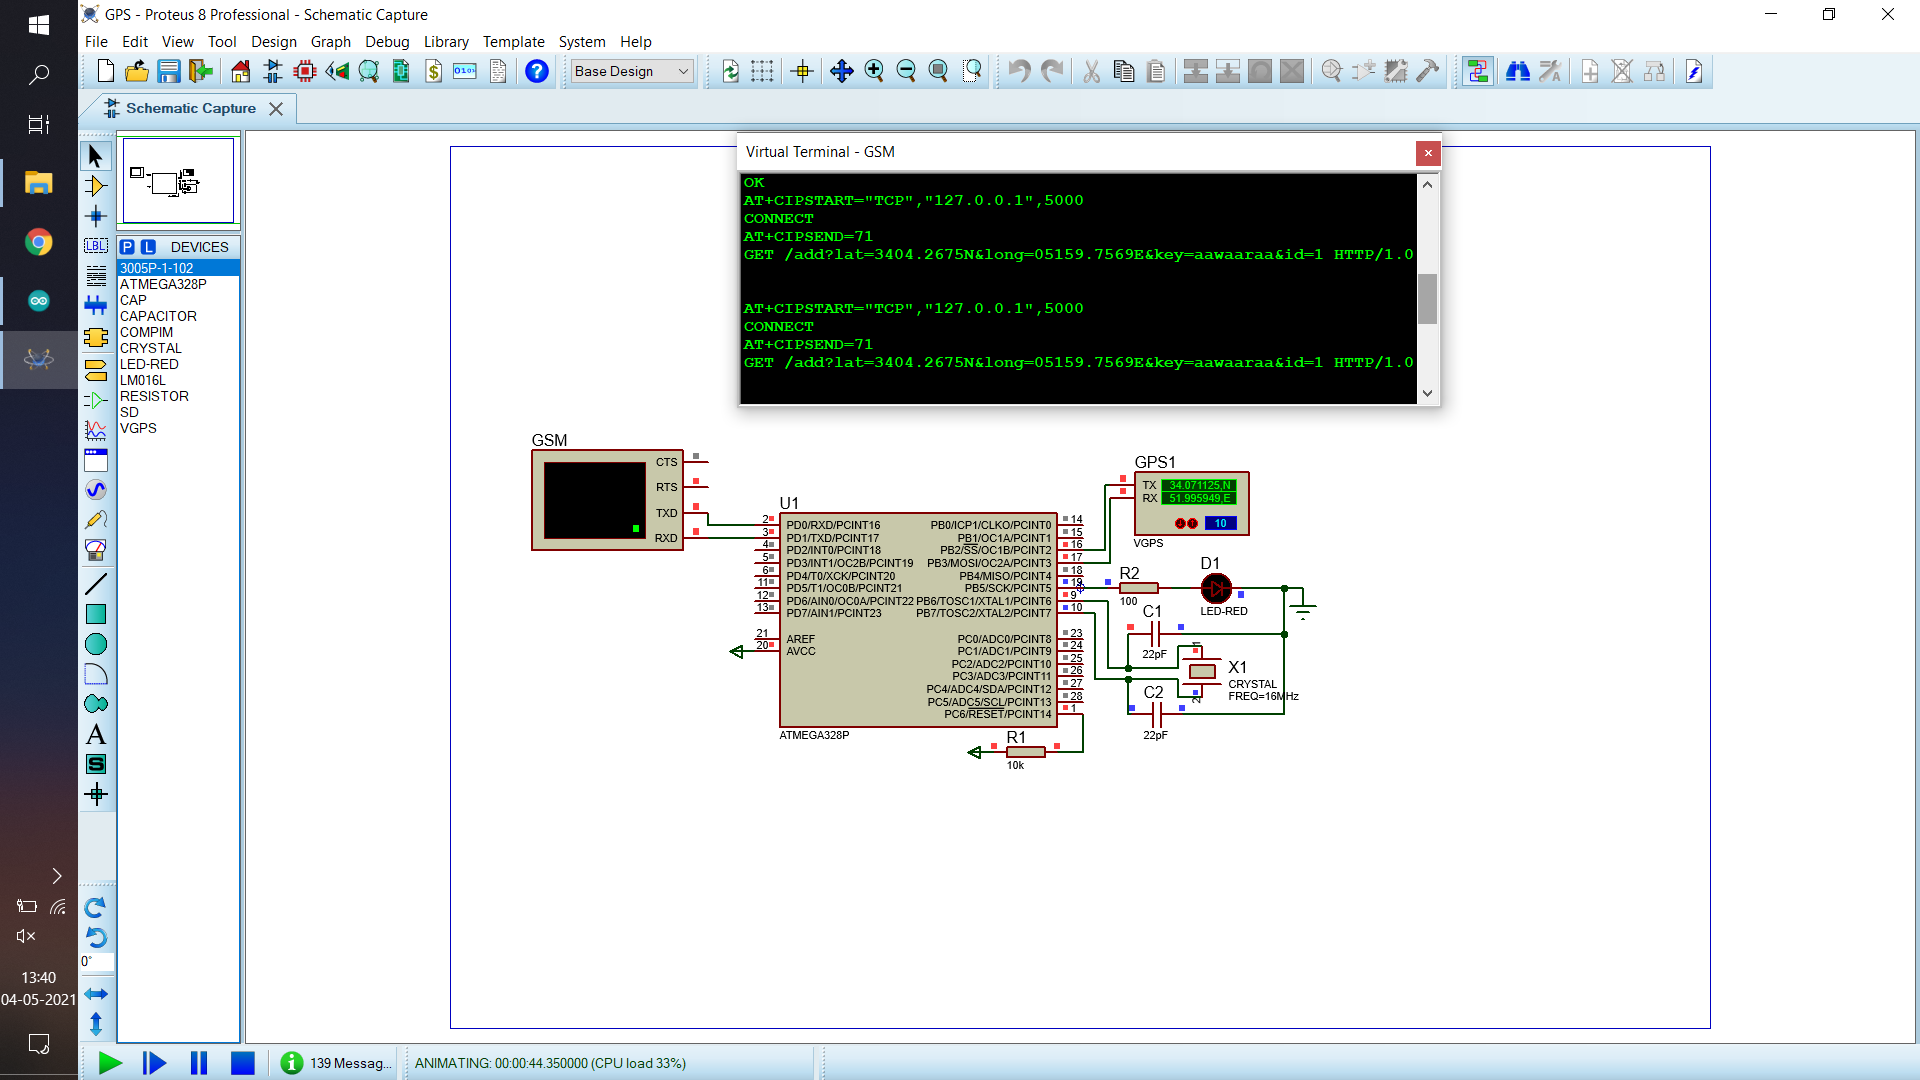 GPS - Proteus 8 Professional - Schematic Capture
File Edit View Tool Design Graph Debug Library Template System Help
Base Design
Schematic Capture
Virtual Terminal - GSM
OK
AT+CIPSTART="TCP","127.0.0.1",5000
CONNECT
AT+CIPSEND=71
GET /add?lat=3404.2675N&long=05159.7569E&key=aawaaraa&id=1 HTTP/1.0
AT+CIPSTART="TCP","127.0.0.1",5000
CONNECT
AT+CIPSEND=71
GET /add?lat=3404.2675N&long=05159.7569E&key=aawaaraa&id=1 HTTP/1.0
LBL
P L DEVICES
3005P-1-102
ATMEGA328P
CAP
CAPACITOR
COMPIM
CRYSTAL
LED-RED
LM016L
RESISTOR
SD
VGPS
A
S
0°
GSM
CTS
RTS
TXD
RXD
U1
2 PD0/RXD/PCINT16 PB0/ICP1/CLKO/PCINT0 14
3 PD1/TXD/PCINT17 PB1/OC1A/PCINT1 15
4 PD2/INT0/PCINT18 PB2/SS/OC1B/PCINT2 16
5 PD3/INT1/OC2B/PCINT19 PB3/MOSI/OC2A/PCINT3 17
6 PD4/T0/XCK/PCINT20 PB4/MISO/PCINT4 18
11 PD5/T1/OC0B/PCINT21 PB5/SCK/PCINT5 19
12 PD6/AIN0/OC0A/PCINT22 PB6/TOSC1/XTAL1/PCINT6 9
13 PD7/AIN1/PCINT23 PB7/TOSC2/XTAL2/PCINT7 10
21 AREF PC0/ADC0/PCINT8 23
20 AVCC PC1/ADC1/PCINT9 24
PC2/ADC2/PCINT10 25
PC3/ADC3/PCINT11 26
PC4/ADC4/SDA/PCINT12 27
PC5/ADC5/SCL/PCINT13 28
PC6/RESET/PCINT14 1
ATMEGA328P
R1
10k
GPS1
TX 34.071125,N
RX 51.995949,E
10
VGPS
R2
100
D1
LED-RED
C1
22pF
1
X1
CRYSTAL
FREQ=16MHz
2
C2
22pF
13:40
04-05-2021
139 Messag...
ANIMATING: 00:00:44.350000 (CPU load 33%)